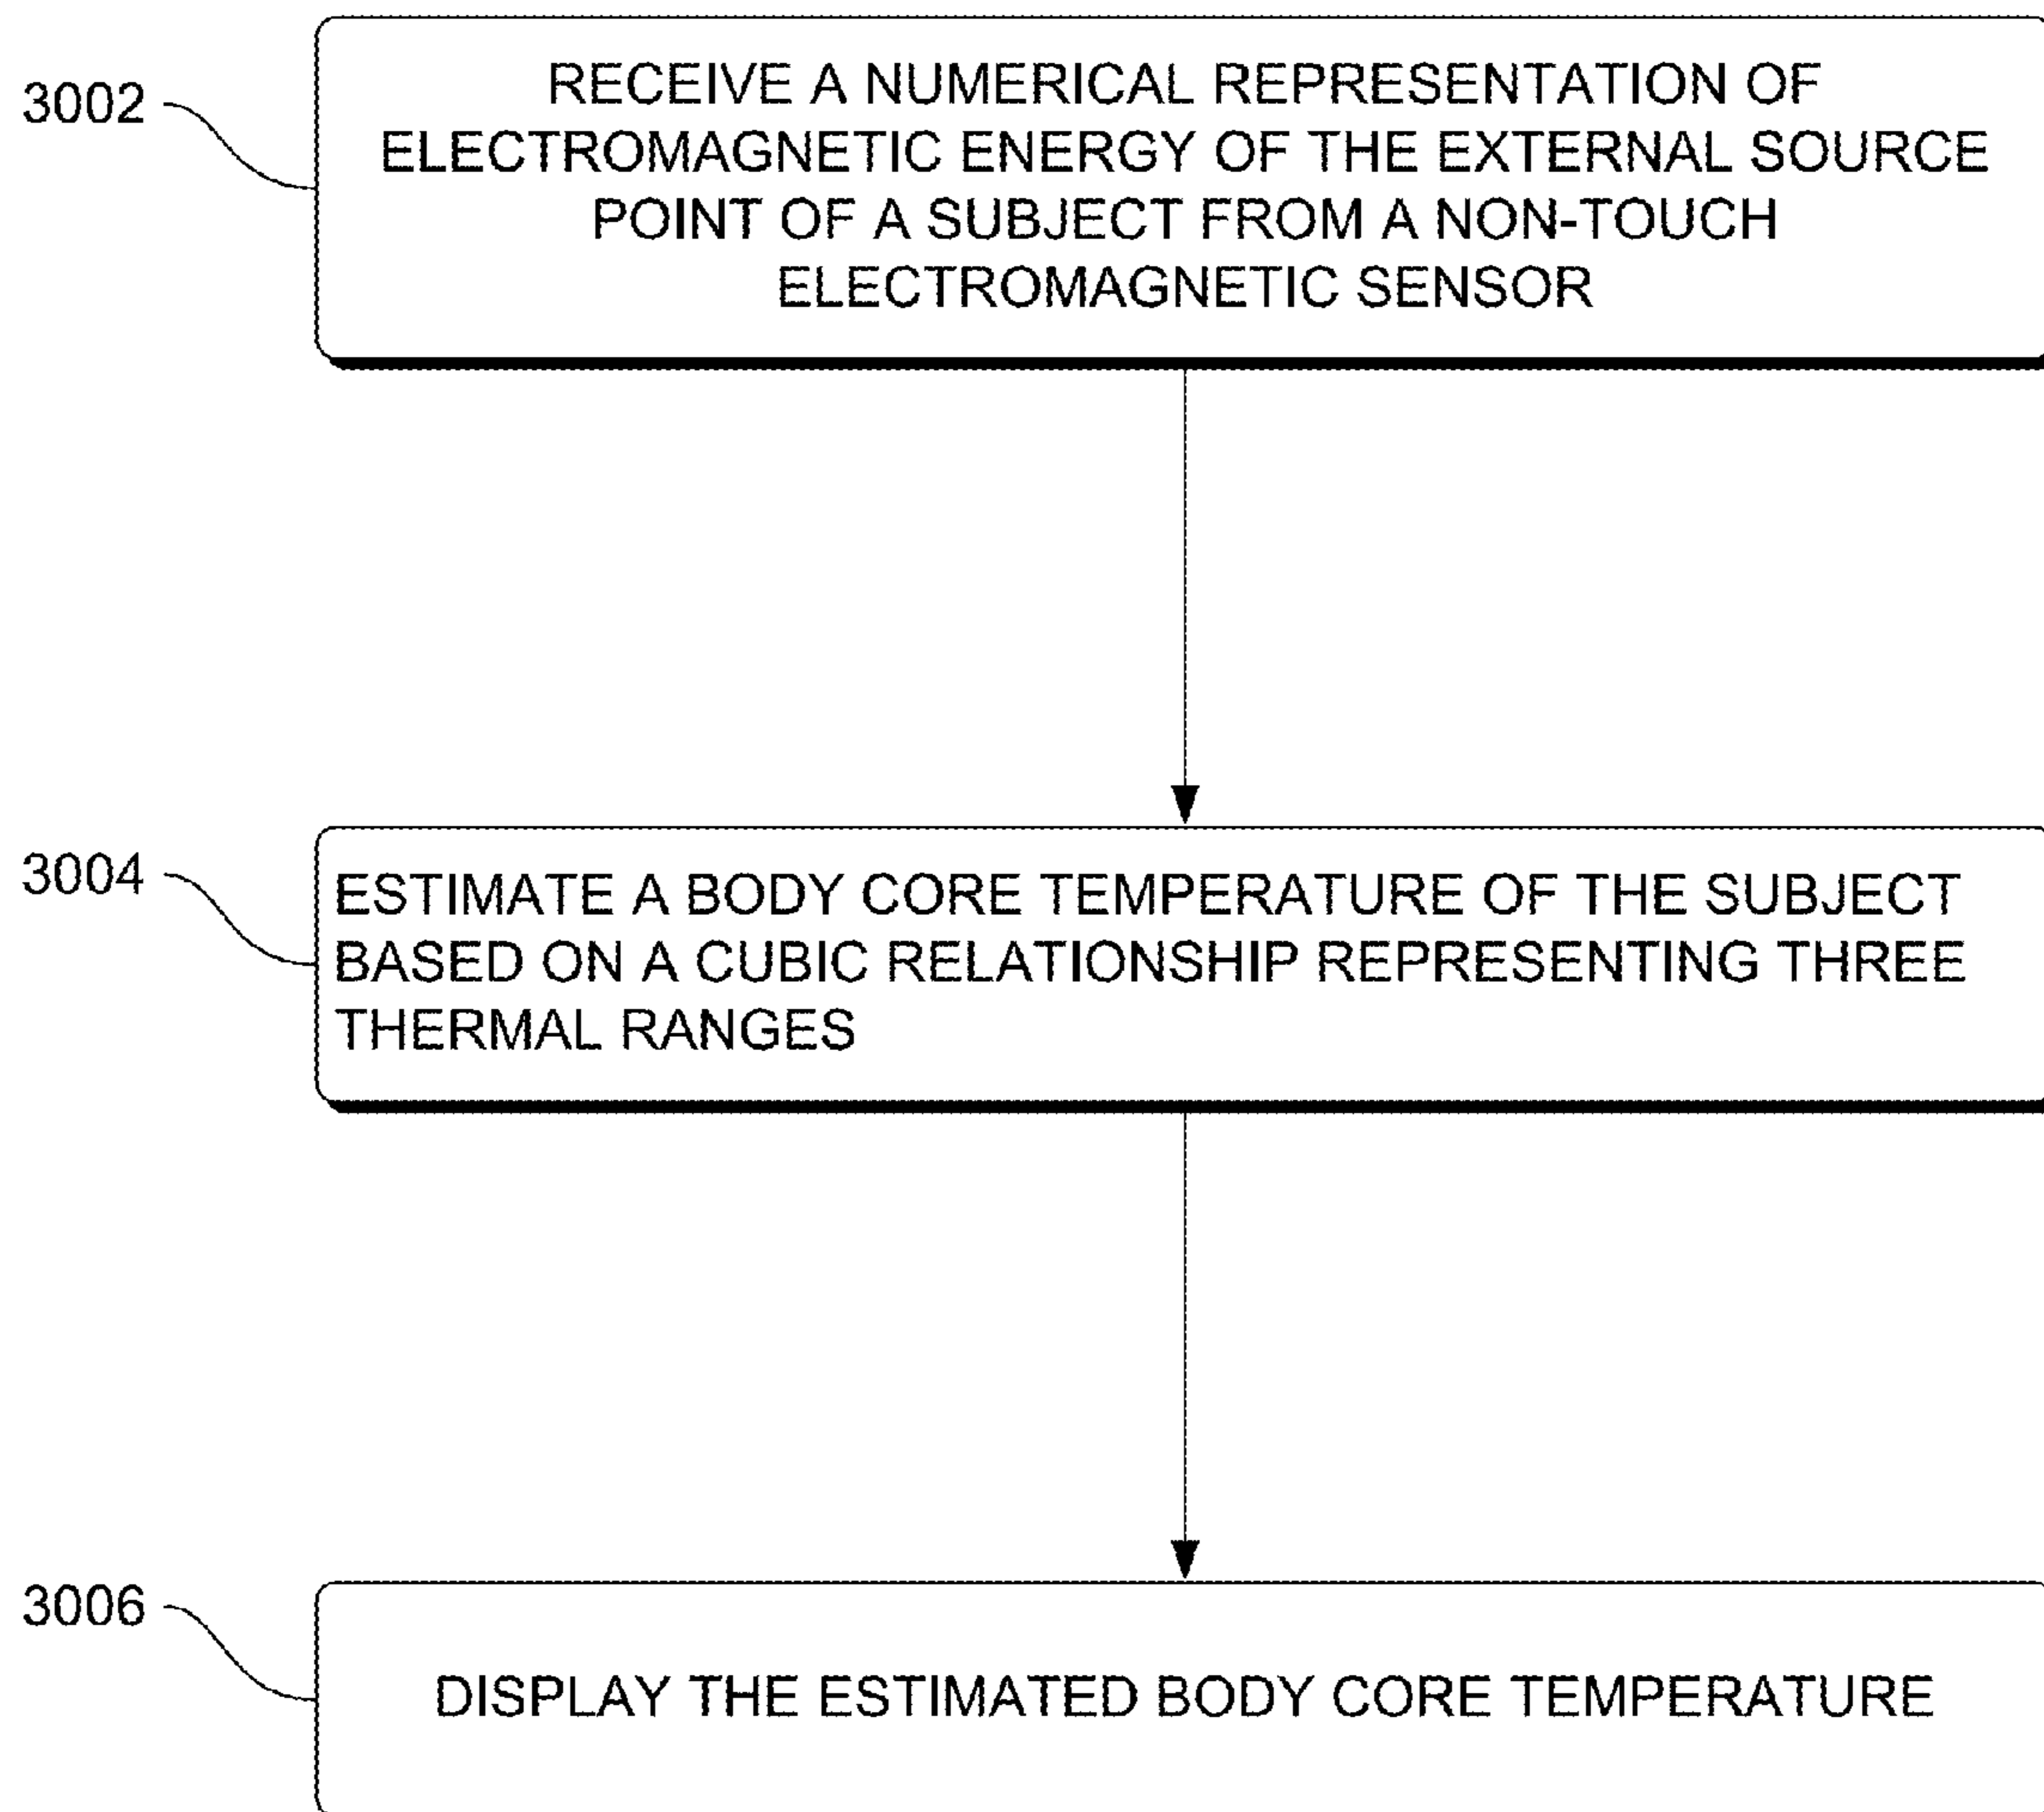 3002
RECEIVE A NUMERICAL REPRESENTATION OF
ELECTROMAGNETIC ENERGY OF THE EXTERNAL SOURCE
POINT OF A SUBJECT FROM A NON-TOUCH
ELECTROMAGNETIC SENSOR
3004
ESTIMATE A BODY CORE TEMPERATURE OF THE SUBJECT
BASED ON A CUBIC RELATIONSHIP REPRESENTING THREE
THERMAL RANGES
3006
DISPLAY THE ESTIMATED BODY CORE TEMPERATURE